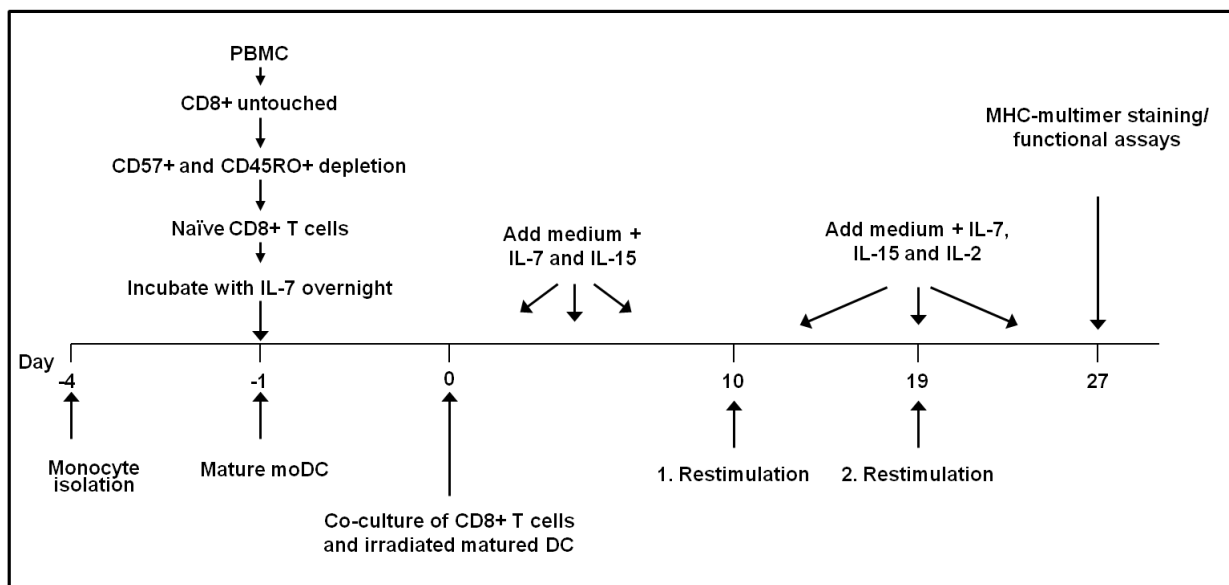 PBMC
CD8+ untouched
CD57+ and CD45RO+ depletion
Naïve CD8+ T cells
Incubate with IL-7 overnight
Add medium +
IL-7 and IL-15
Add medium + IL-7,
IL-15 and IL-2
MHC-multimer staining/
functional assays
Day
-4
-1
0
10
19
27
Monocyte
isolation
Mature moDC
Co-culture of CD8+ T cells
and irradiated matured DC
1. Restimulation
2. Restimulation